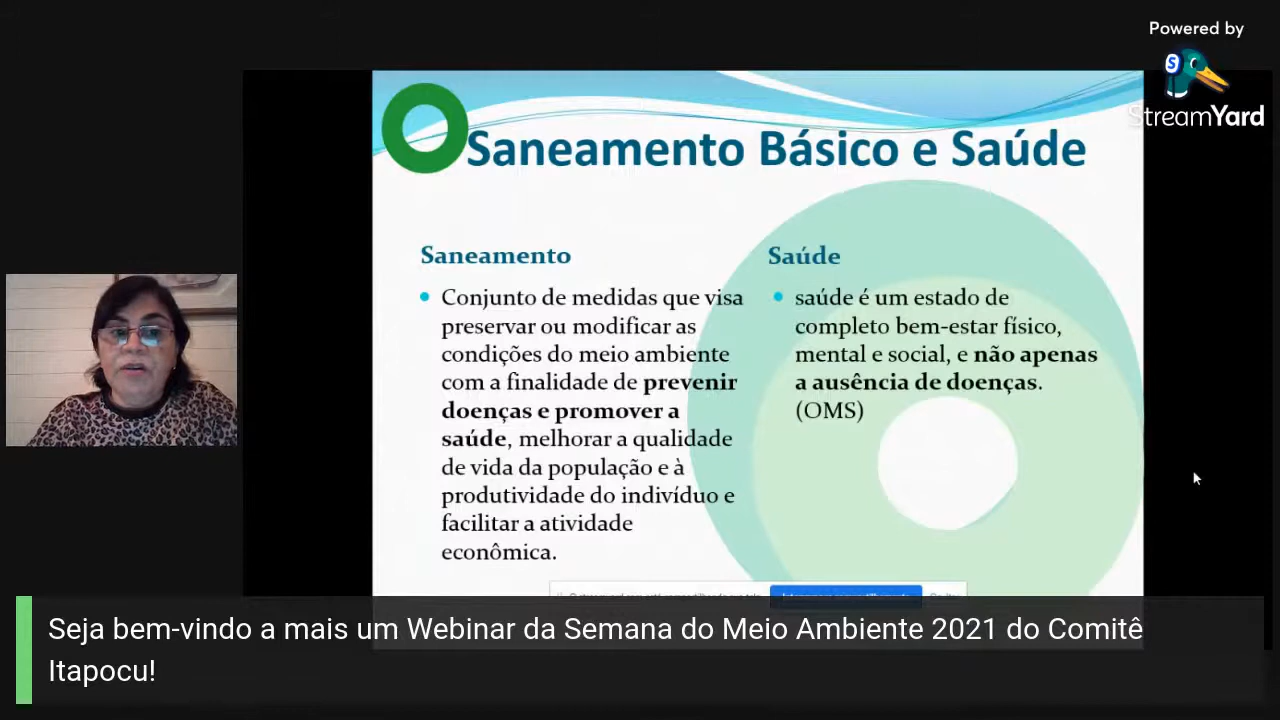 Powered by
StreamYard
Saneamento Básico e Saúde
Saneamento
Conjunto de medidas que visa
preservar ou modificar as
condições do meio ambiente
com a finalidade de prevenir
doenças e promover a
saúde, melhorar a qualidade
de vida da população e à
produtividade do indivíduo e
facilitar a atividade
econômica.
Saúde
saúde é um estado de
completo bem-estar físico,
mental e social, e não apenas
a ausência de doenças.
(OMS)
Seja bem-vindo a mais um Webinar da Semana do Meio Ambiente 2021 do Comitê
Itapocu!